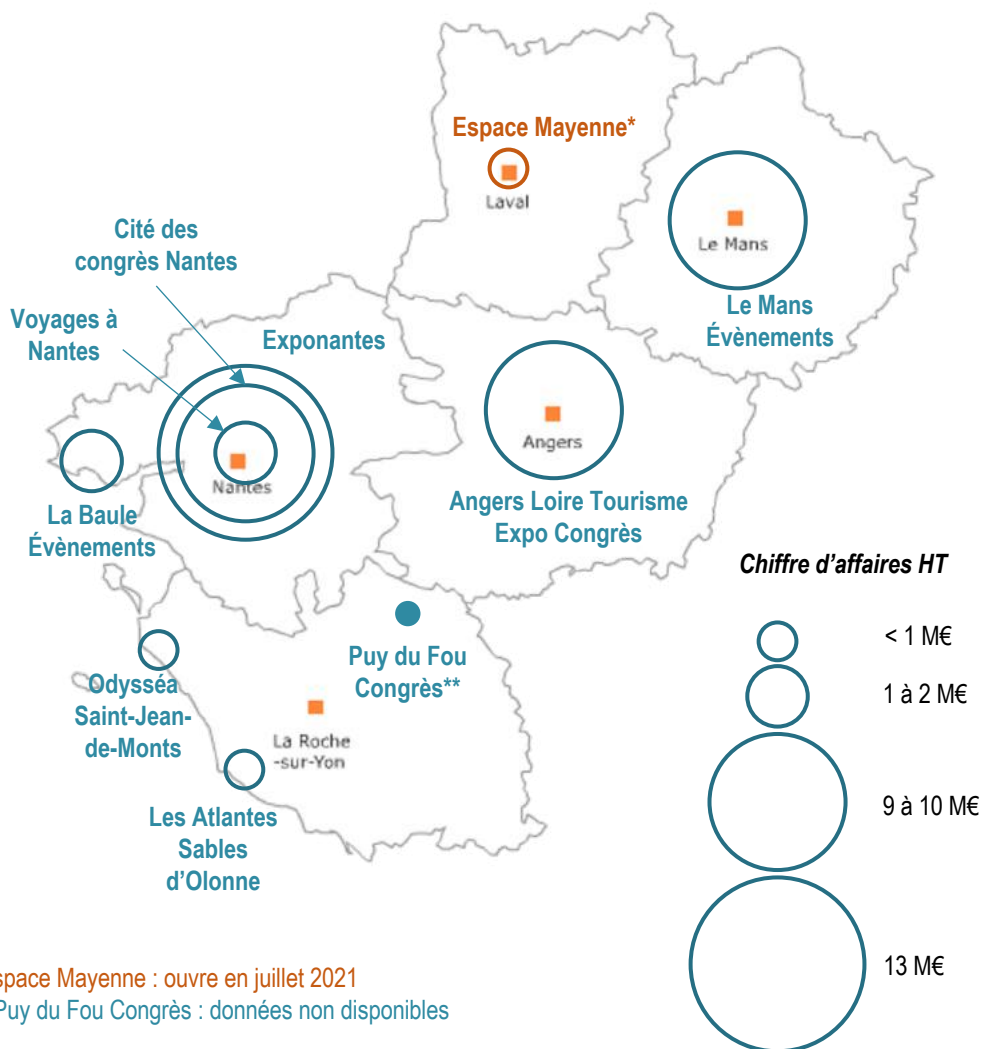 Espace Mayenne*
Laval
Le Mans
Le Mans
Évènements
Cité des
congrès Nantes
Voyages à
Nantes
Exponantes
Nantes
La Baule
Évènements
Angers
Angers Loire Tourisme
Expo Congrès
Odysséa
Saint-Jean-
de-Monts
Puy du Fou
Congrès**
La Roche
-sur-Yon
Les Atlantes
Sables
d'Olonne
Chiffre d'affaires HT
< 1 M€
1 à 2 M€
9 à 10 M€
13 M€
space Mayenne : ouvre en juillet 2021
Puy du Fou Congrès : données non disponibles